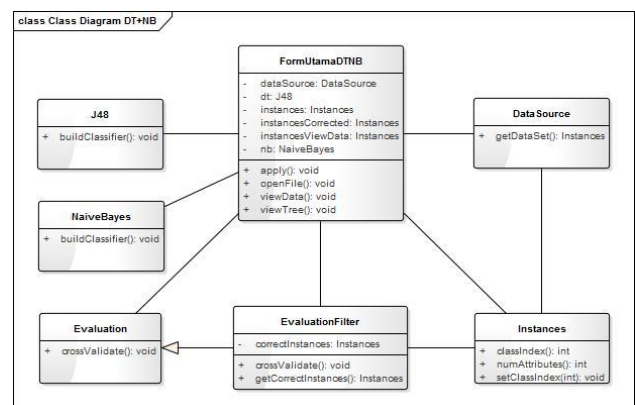 class Class Diagram DT+NB
FormUtamaDTNB
- dataSource: DataSource
- dt: J48
- instances: Instances
- instancesCorrected: Instances
- instancesViewData: Instances
- nb: NaiveBayes
+ apply(): void
+ openFile(): void
+ viewData(): void
+ viewTree(): void
J48
+ buildClassifier(): void
DataSource
+ getDataSet(): Instances
NaiveBayes
+ buildClassifier(): void
Evaluation
+ crossValidate(): void
EvaluationFilter
- correctInstances: Instances
+ crossValidate(): void
+ getCorrectInstances(): Instances
Instances
+ classIndex(): int
+ numAttributes(): int
+ setClassIndex(int): void